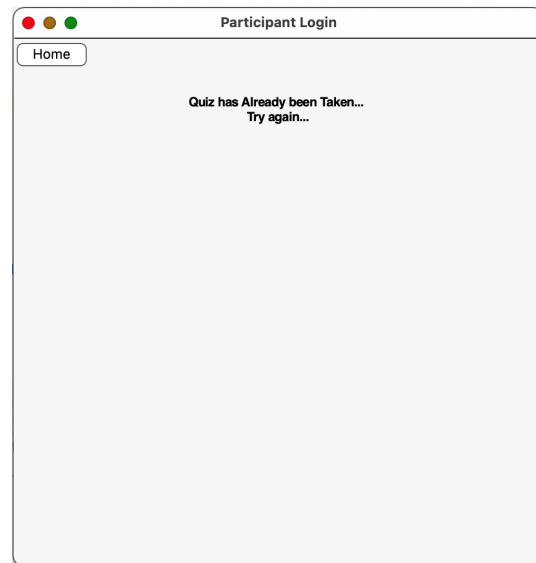 Participant Login
Home
Quiz has Already been Taken...
Try again...